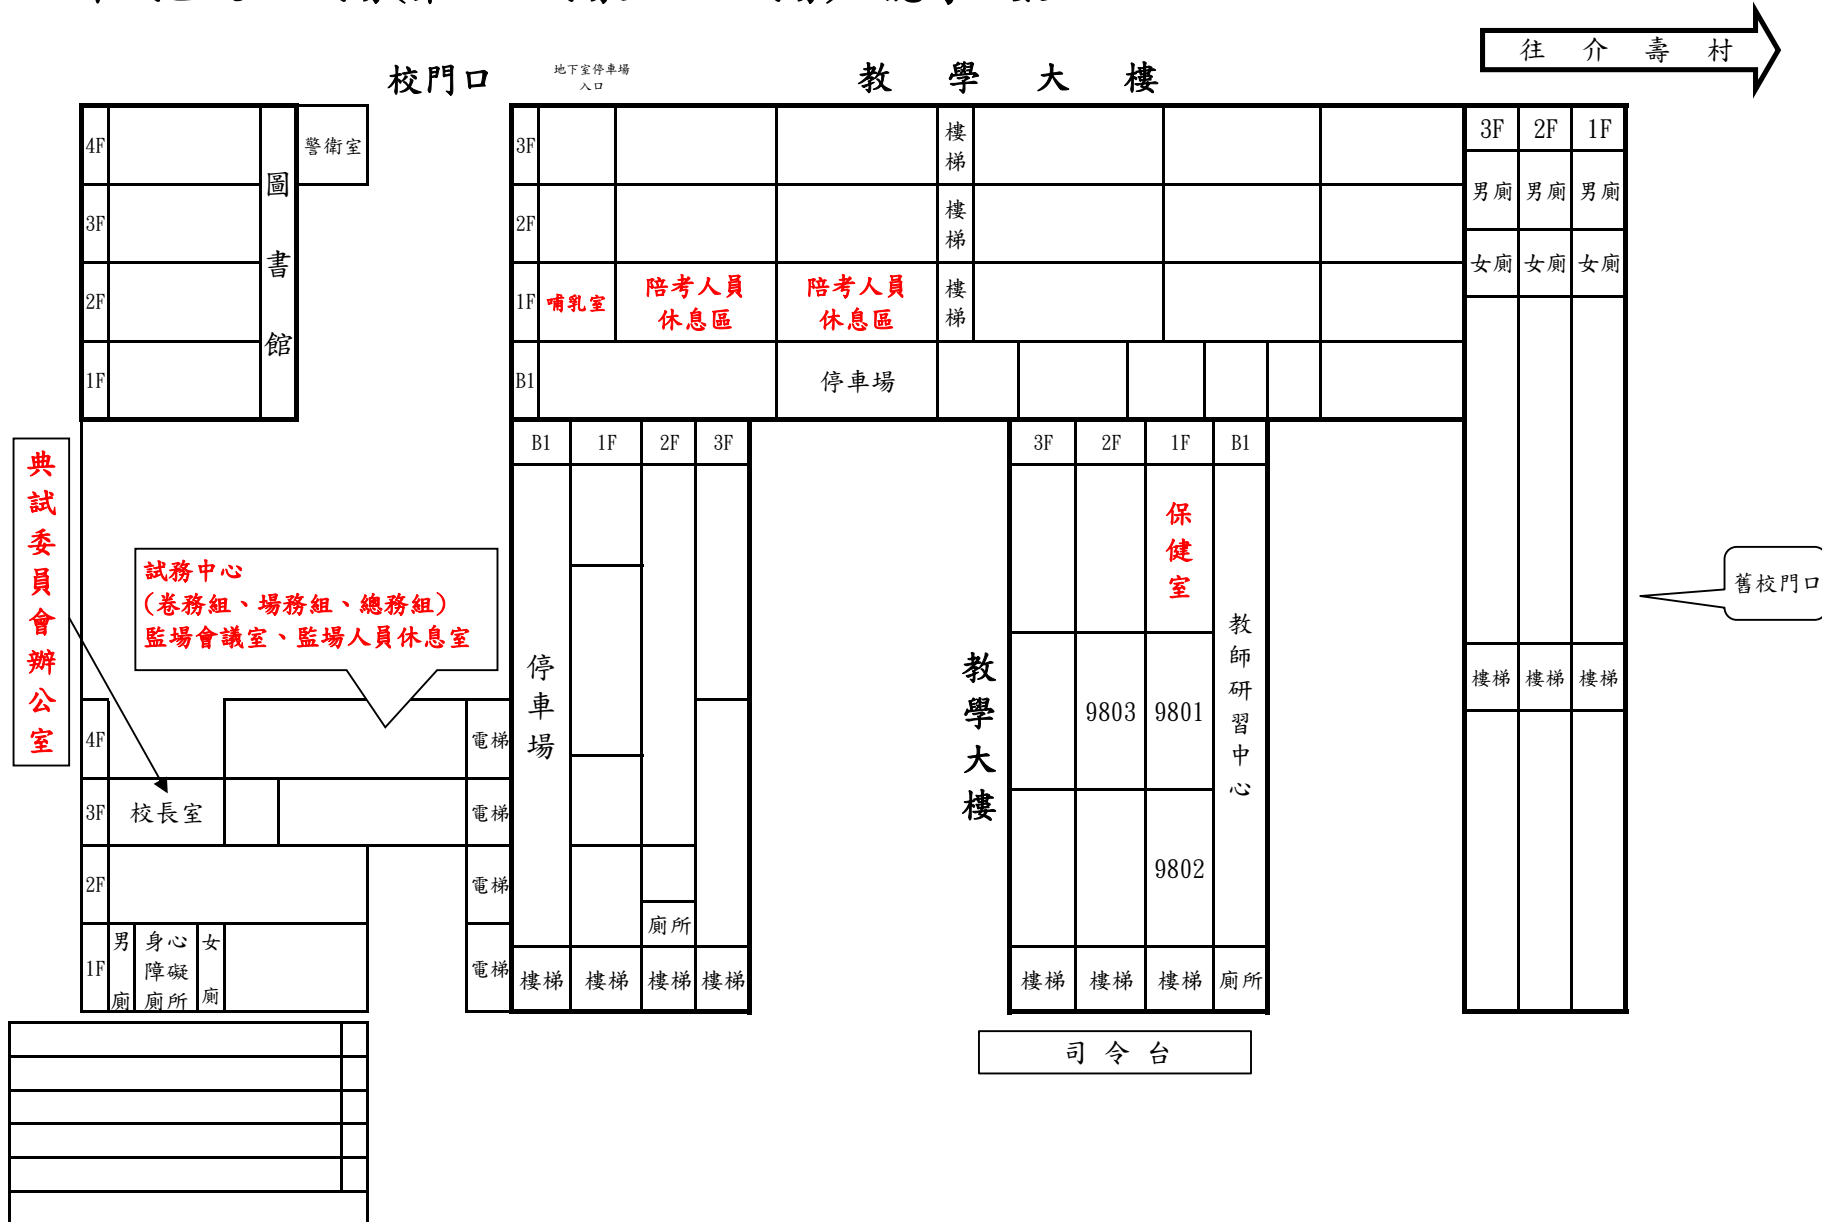 往介壽村
校門口
地下室停車場
入口
教學大樓
4F
圖書館
警衛室
3F
2F
1F
3F
樓梯
2F
樓梯
1F
哺乳室
陪考人員
休息區
陪考人員
休息區
樓梯
B1
停車場
3F 2F 1F
男廁 男廁 男廁
女廁 女廁 女廁
樓梯 樓梯 樓梯
舊校門口
B1 1F 2F 3F
停車場
廁所
樓梯 樓梯 樓梯 樓梯
教學大樓
3F 2F 1F B1
保健室
教師研習中心
9803 9801
9802
樓梯 樓梯 樓梯 廁所
司令台
典試委員會辦公室
試務中心
(卷務組、場務組、總務組)
監場會議室、監場人員休息室
4F
電梯
3F 校長室
電梯
2F
電梯
1F
男廁
身心
障礙
廁所
女廁
電梯